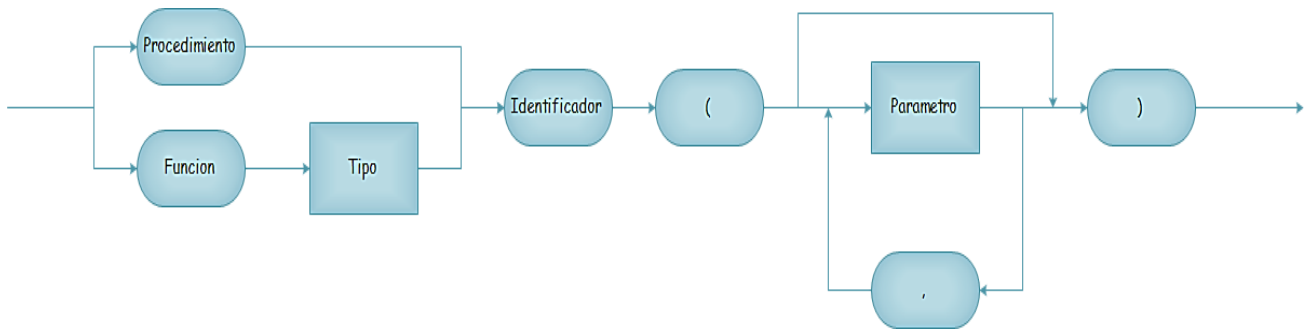 Procedimiento
Funcion
Tipo
Identificador
(
Parametro
,
)